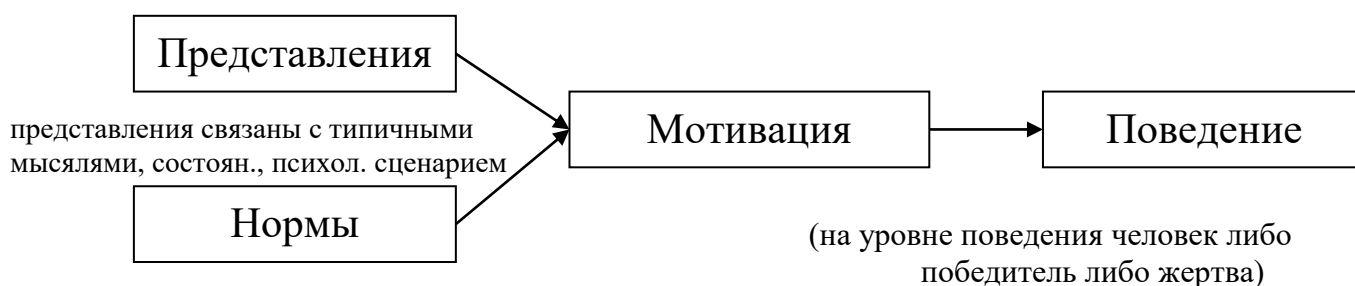 Представления
представления связаны с типичными
мысялями, состоян., психол. сценарием
Нормы
Мотивация
Поведение
(на уровне поведения человек либо
победитель либо жертва)